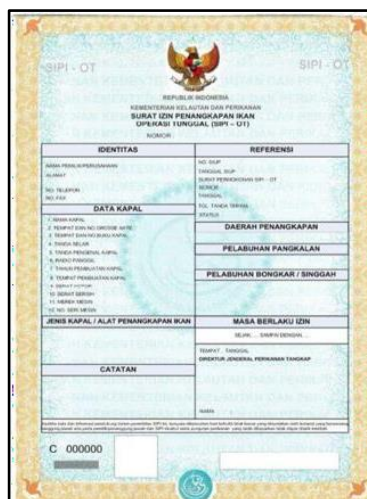 SIPI - OT
SIPI - OT
REPUBLIK INDONESIA
KEMENTERIAN KELAUTAN DAN PERIKANAN
SURAT IZIN PENANGKAPAN IKAN
OPERASI TUNGGAL (SIPI – OT)
NOMOR
IDENTITAS
NAMA PEMILIK/PERUSAHAAN
ALAMAT
NO. TELEPON
NO. FAX
DATA KAPAL
1. NAMA KAPAL
2. TEMPAT DAN NO GROSSE AKTE
3. TEMPAT DAN NO BUKU KAPAL
4. TANDA SELAR
5. TANDA PENGENAL KAPAL
6. RADIO PANGGIL
7. TAHUN PEMBUATAN KAPAL
8. TEMPAT PEMBUATAN KAPAL
9. BERAT KOTOR
10. BERAT BERSIH
11. MEREK MESIN
12. NO. SERI MESIN
JENIS KAPAL / ALAT PENANGKAPAN IKAN
CATATAN
REFERENSI
NO. SIUP
TANGGAL SIUP
SURAT PERMOHONAN SIPI - OT
NOMOR
TANGGAL
TGL. TANDA TERIMA
STATUS
DAERAH PENANGKAPAN
PELABUHAN PANGKALAN
PELABUHAN BONGKAR / SINGGAH
MASA BERLAKU IZIN
SEJAK ... SAMPAI DENGAN ...
TEMPAT , TANGGAL
DIREKTUR JENDERAL PERIKANAN TANGKAP
NAMA
C 000000